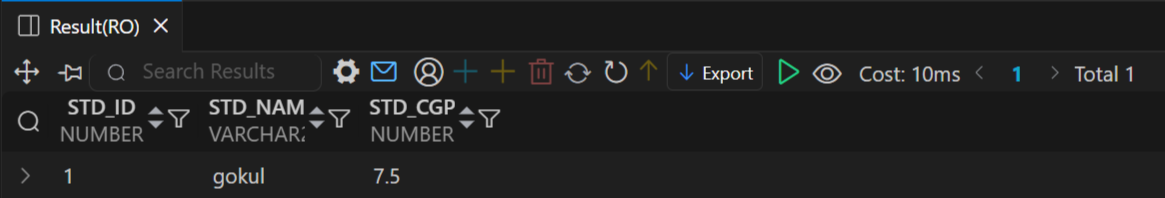 Result(RO)
Search Results Export Cost: 10ms 1 Total 1
STD_ID STD_NAM STD_CGP
NUMBER VARCHAR2 NUMBER
1 gokul 7.5